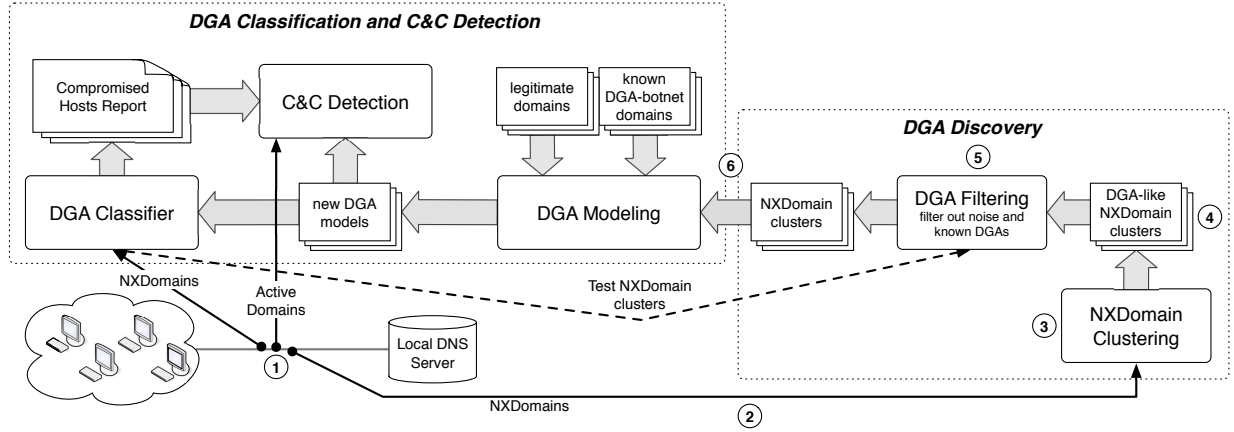 DGA Classification and C&C Detection
Compromised
Hosts Report
C&C Detection
legitimate
domains
known
DGA-botnet
domains
DGA Classifier
new DGA
models
DGA Modeling
6
DGA Discovery
5
NXDomain
clusters
DGA Filtering
filter out noise and
known DGAs
DGA-like
NXDomain
clusters
4
3
NXDomain
Clustering
NXDomains
Active
Domains
Test NXDomain
clusters
1
Local DNS
Server
NXDomains
2